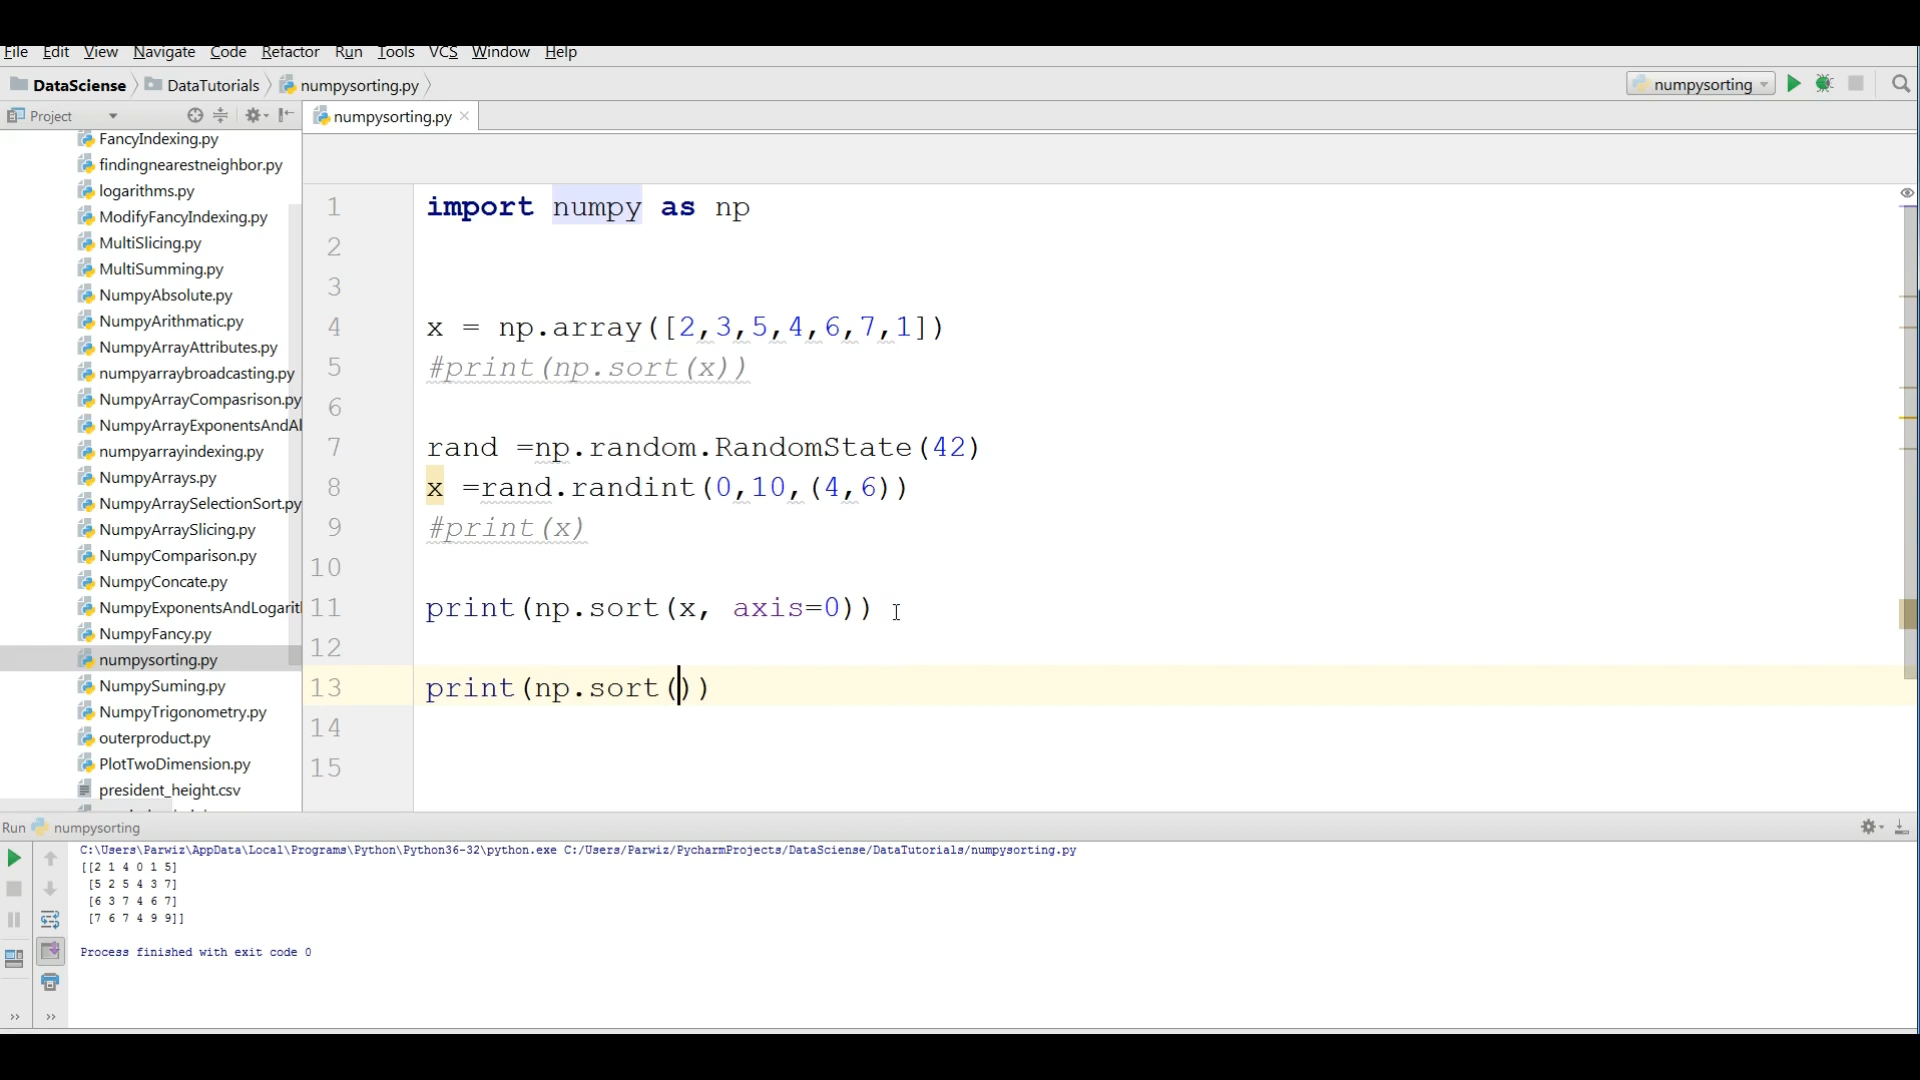 File Edit View Navigate Code Refactor Run Tools VCS Window Help
DataSciense DataTutorials numpysorting.py numpysorting
Project numpysorting.py
FancyIndexing.py
findingnearestneighbor.py
logarithms.py
ModifyFancyIndexing.py
MultiSlicing.py
MultiSumming.py
NumpyAbsolute.py
NumpyArithmatic.py
NumpyArrayAttributes.py
numpyarraybroadcasting.py
NumpyArrayCompasrison.py
NumpyArrayExponentsAndAl
numpyarrayindexing.py
NumpyArrays.py
NumpyArraySelectionSort.py
NumpyArraySlicing.py
NumpyComparison.py
NumpyConcate.py
NumpyExponentsAndLogarit
NumpyFancy.py
numpysorting.py
NumpySuming.py
NumpyTrigonometry.py
outerproduct.py
PlotTwoDimension.py
president_height.csv
1 import numpy as np
2
3
4 x = np.array([2,3,5,4,6,7,1])
5 #print(np.sort(x))
6
7 rand =np.random.RandomState(42)
8 x =rand.randint(0,10,(4,6))
9 #print(x)
10
11 print(np.sort(x, axis=0))
12
13 print(np.sort())
14
15
Run numpysorting
C:\Users\Parwiz\AppData\Local\Programs\Python\Python36-32\python.exe C:/Users/Parwiz/PycharmProjects/DataSciense/DataTutorials/numpysorting.py
[[2 1 4 0 1 5]
[5 2 5 4 3 7]
[6 3 7 4 6 7]
[7 6 7 4 9 9]]
Process finished with exit code 0